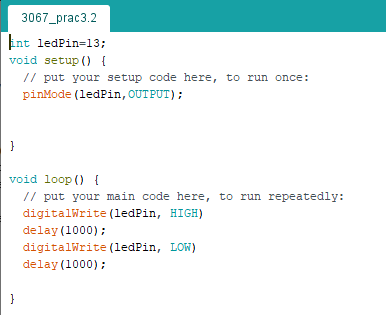 3067_prac3.2
int ledPin=13;
void setup() {
  // put your setup code here, to run once:
  pinMode(ledPin,OUTPUT);
}
void loop() {
  // put your main code here, to run repeatedly:
  digitalWrite(ledPin, HIGH)
  delay(1000);
  digitalWrite(ledPin, LOW)
  delay(1000);
}